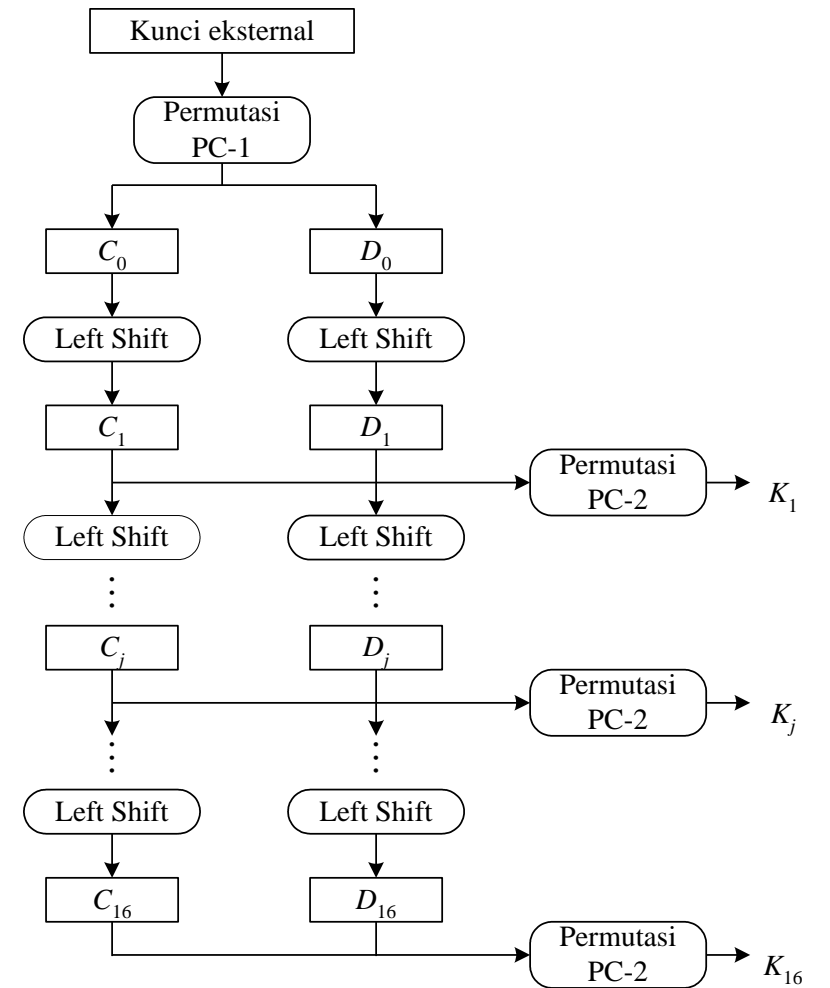 Kunci eksternal
Permutasi
PC-1
C₀ D₀
Left Shift Left Shift
C₁ D₁
Permutasi
PC-2
K₁
Left Shift Left Shift
⋮ ⋮
Cⱼ Dⱼ
Permutasi
PC-2
Kⱼ
⋮ ⋮
Left Shift Left Shift
C₁₆ D₁₆
Permutasi
PC-2
K₁₆